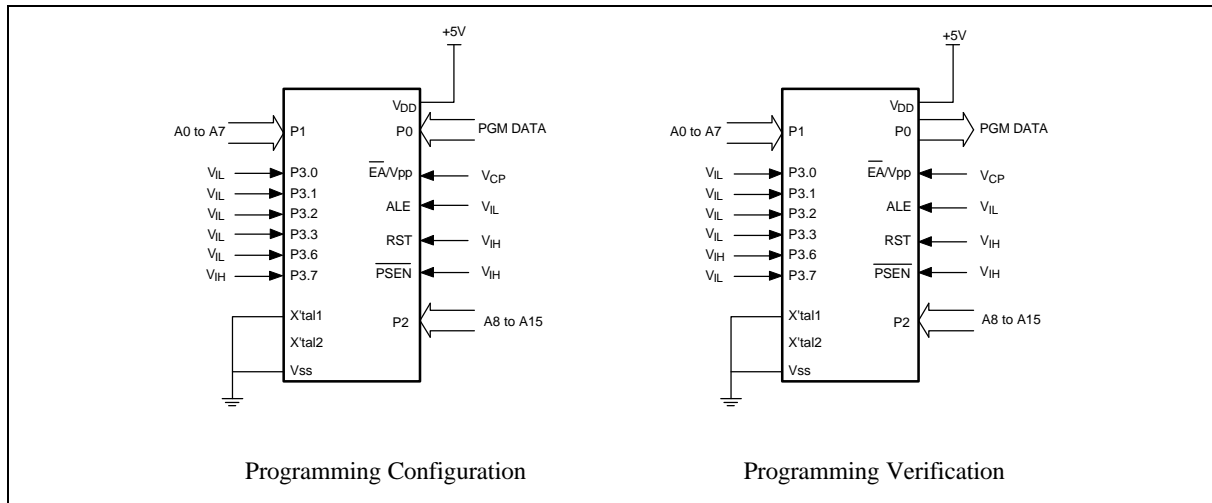 +5V
VDD
A0 to A7
P1
P0
PGM DATA
VIL
P3.0
EA/Vpp
VCP
VIL
P3.1
VIL
P3.2
ALE
VIL
VIL
P3.3
RST
VIH
VIL
P3.6
VIH
P3.7
PSEN
VIH
X'tal1
P2
A8 to A15
X'tal2
Vss
Programming Configuration
+5V
VDD
A0 to A7
P1
P0
PGM DATA
VIL
P3.0
EA/Vpp
VCP
VIL
P3.1
VIL
P3.2
ALE
VIL
VIL
P3.3
RST
VIH
VIH
P3.6
VIL
P3.7
PSEN
VIH
X'tal1
P2
A8 to A15
X'tal2
Vss
Programming Verification